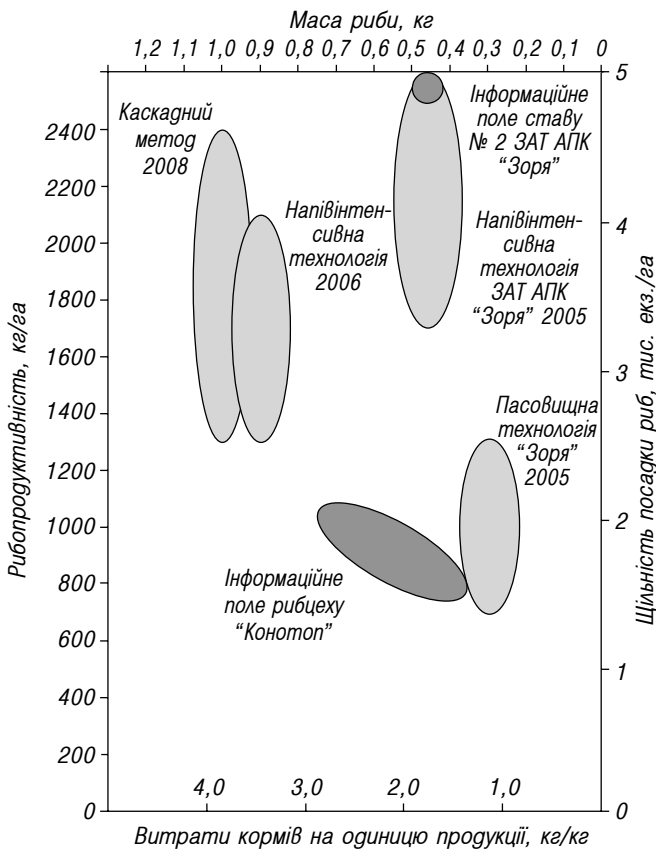 Маса риби, кг
1,2 1,1 1,0 0,9 0,8 0,7 0,6 0,5 0,4 0,3 0,2 0,1 0
Рибопродуктивність, кг/га
2400
2200
2000
1800
1600
1400
1200
1000
800
600
400
200
0
Каскадний
метод
2008
Напівінтен-
сивна
технологія
2006
Інформаційне
поле ставу
№ 2 ЗАТ АПК
“Зоря”
Напівінтен-
сивна
технологія
ЗАТ АПК
“Зоря” 2005
Пасовищна
технологія
“Зоря”
2005
Інформаційне
поле рибцеху
“Конотоп”
5
4
3
2
1
0
Щільність посадки риб, тис. екз./га
4,0 3,0 2,0 1,0
Витрати кормів на одиницю продукції, кг/кг